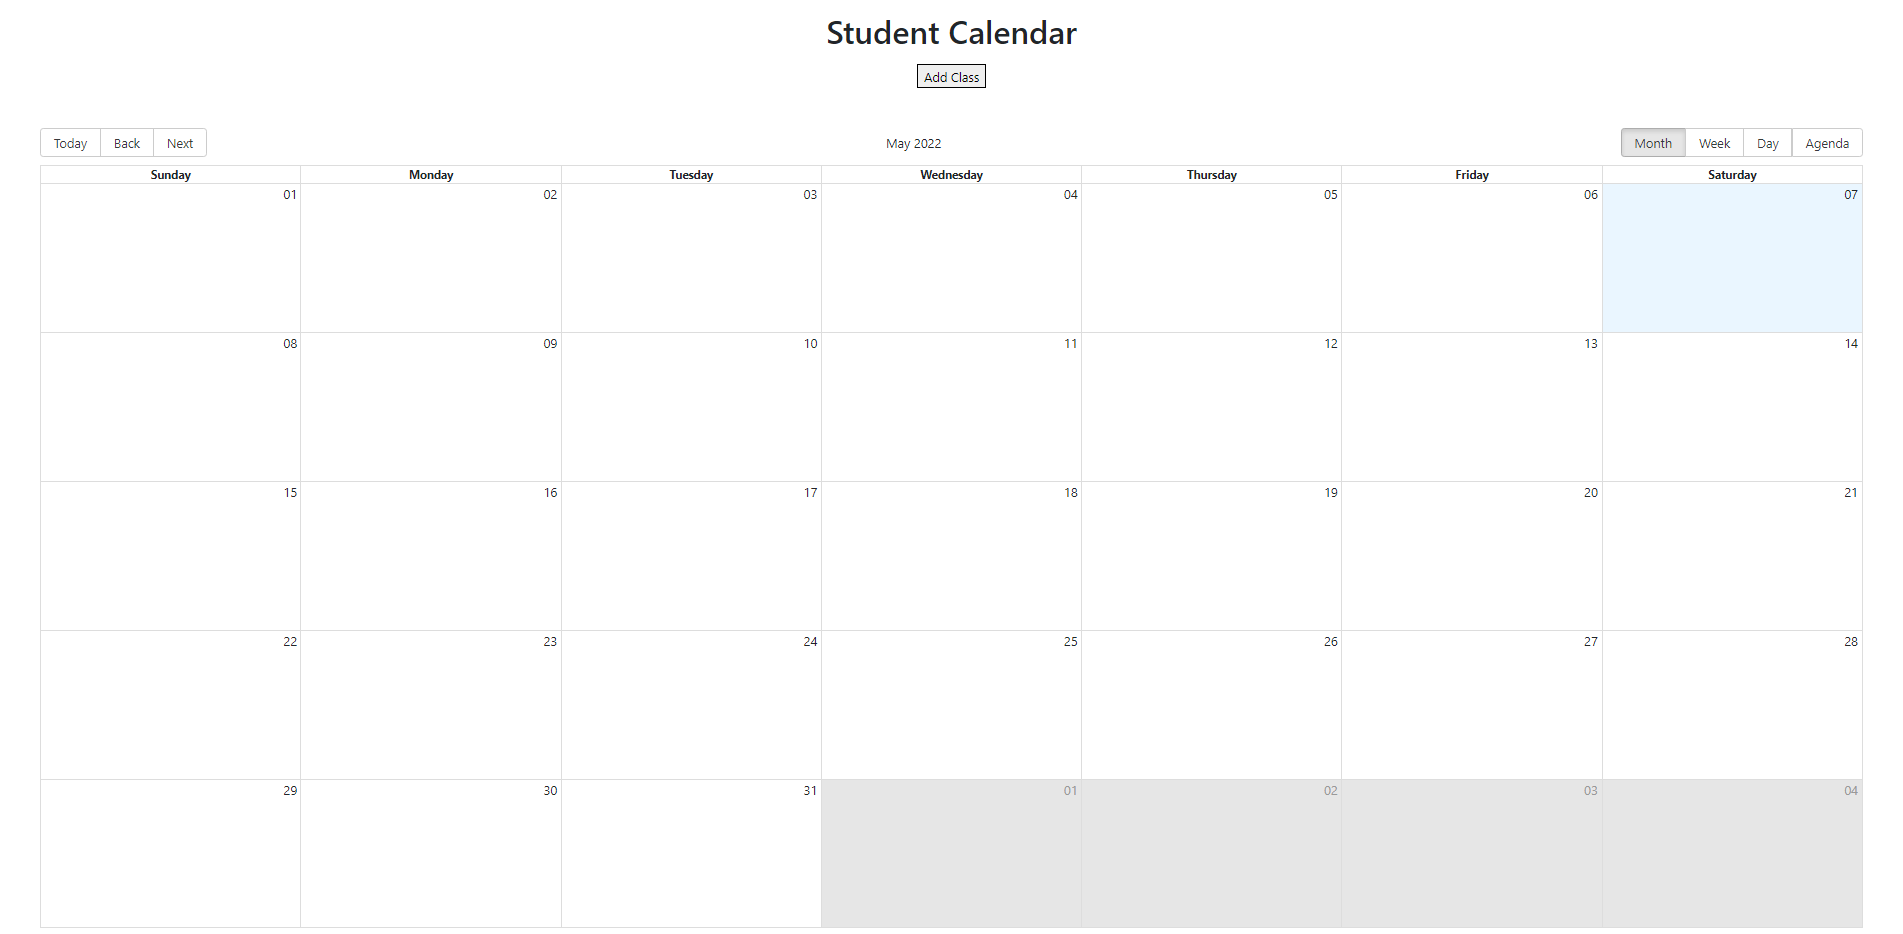 Student Calendar
Add Class
Today Back Next May 2022 Month Week Day Agenda
Sunday Monday Tuesday Wednesday Thursday Friday Saturday
01 02 03 04 05 06 07
08 09 10 11 12 13 14
15 16 17 18 19 20 21
22 23 24 25 26 27 28
29 30 31 01 02 03 04